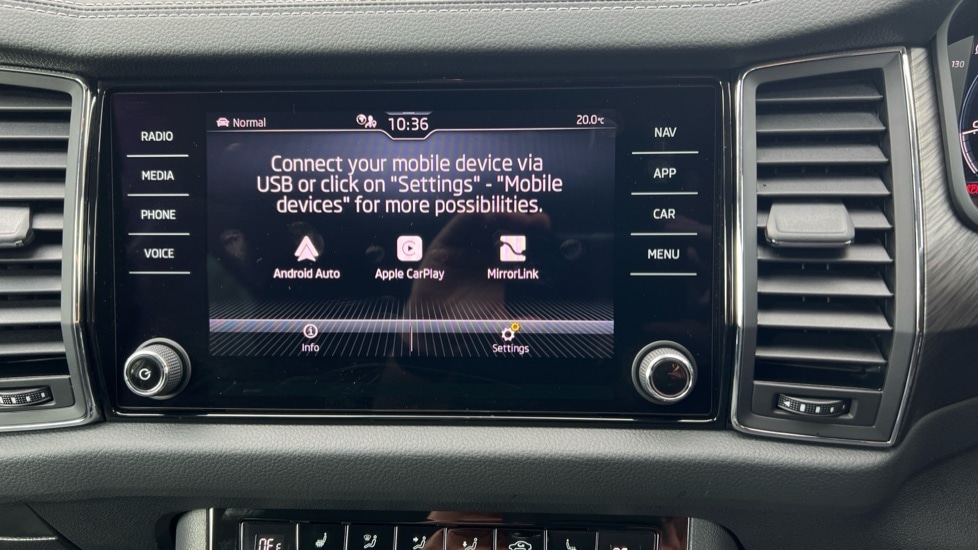 RADIO
MEDIA
PHONE
VOICE
Normal 10:36 20.0°C
Connect your mobile device via
USB or click on "Settings" - "Mobile
devices" for more possibilities.
Android Auto Apple CarPlay MirrorLink
Info Settings
NAV
APP
CAR
MENU
130